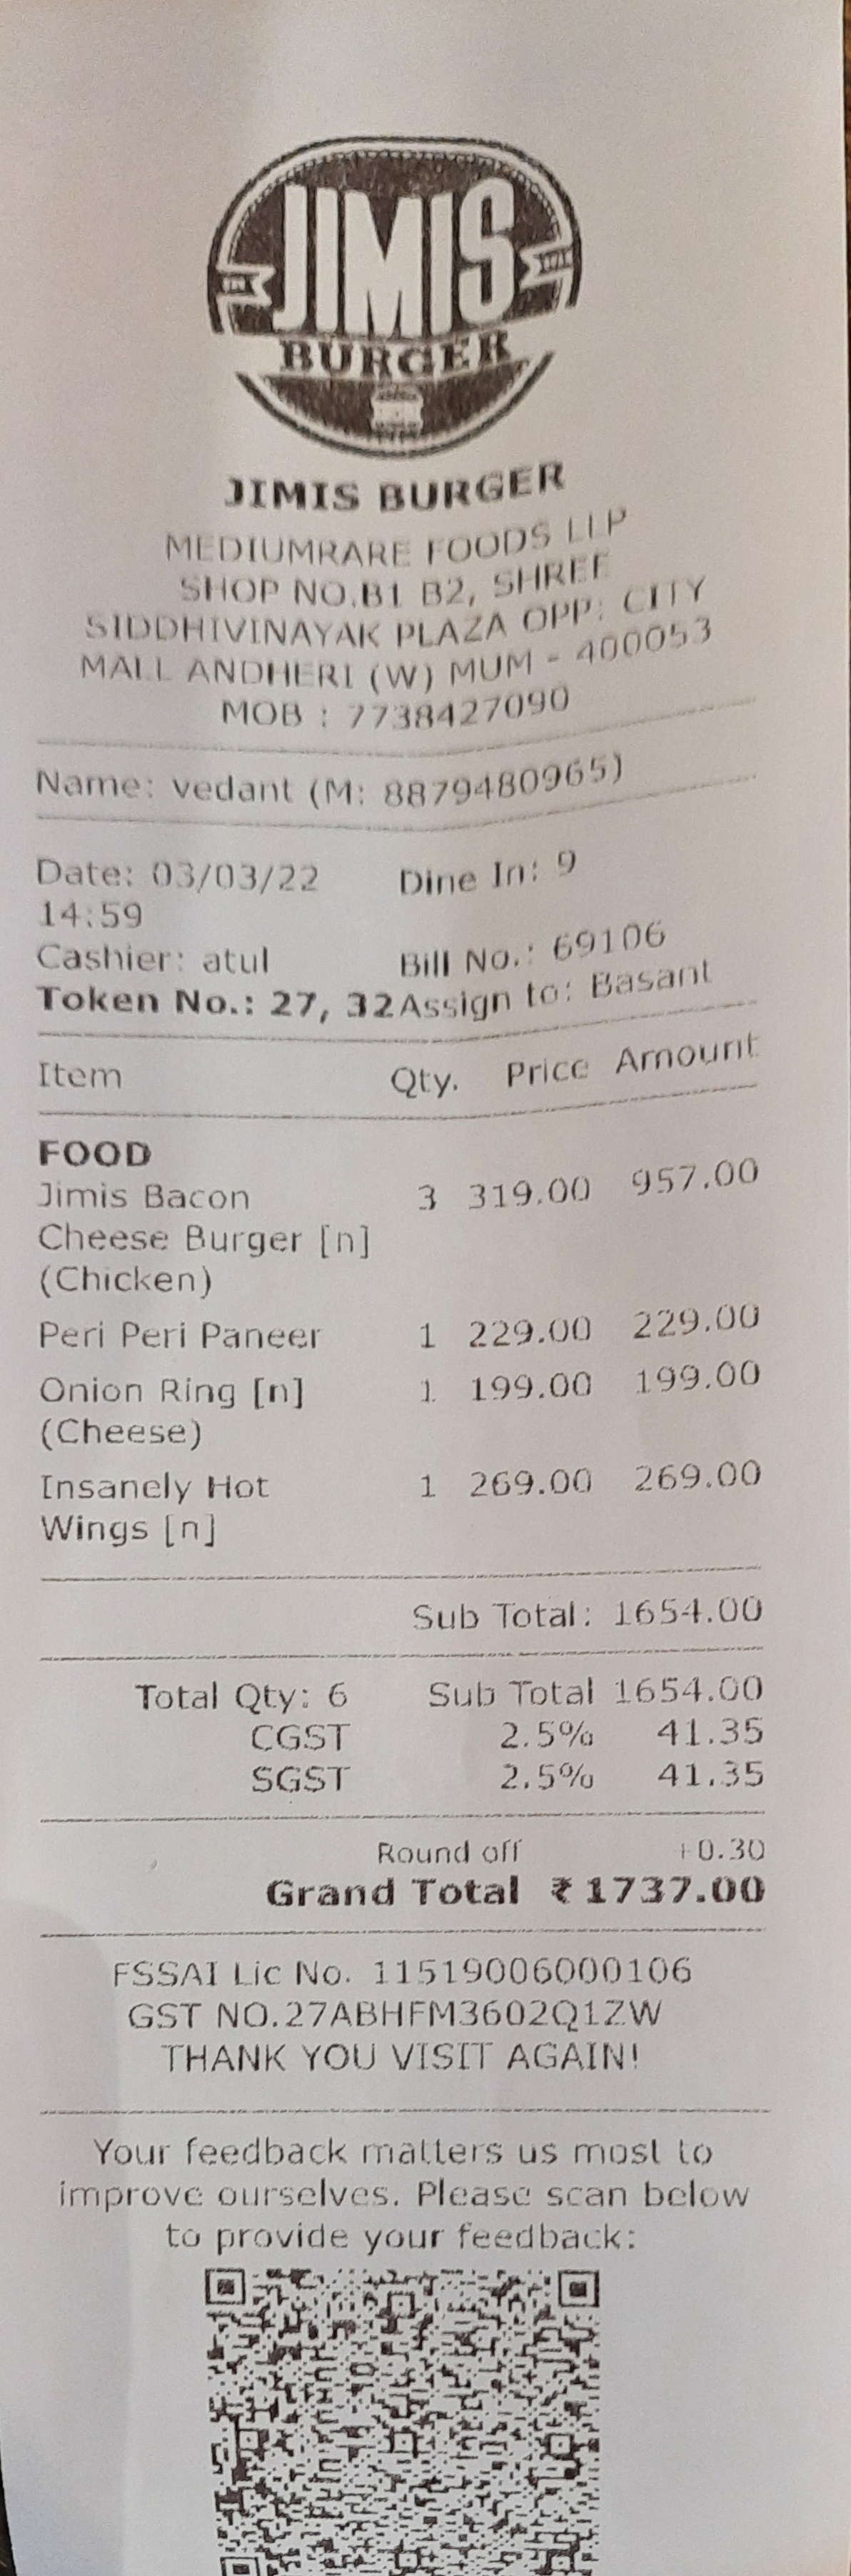 JIMIS
BURGER
JIMIS BURGER
MEDIUMRARE FOODS LLP
SHOP NO.B1 B2, SHREE
SIDDHIVINAYAK PLAZA OPP: CITY
MALL ANDHERI (W) MUM - 400053
MOB : 7738427090
Name: vedant (M: 8879480965)
Date: 03/03/22 Dine In: 9
14:59
Cashier: atul Bill No.: 69106
Token No.: 27, 32 Assign to: Basant
Item Qty. Price Amount
FOOD
Jimis Bacon 3 319.00 957.00
Cheese Burger [n]
(Chicken)
Peri Peri Paneer 1 229.00 229.00
Onion Ring [n] 1 199.00 199.00
(Cheese)
Insanely Hot 1 269.00 269.00
Wings [n]
Sub Total: 1654.00
Total Qty: 6 Sub Total 1654.00
CGST 2.5% 41.35
SGST 2.5% 41.35
Round off +0.30
Grand Total ₹1737.00
FSSAI Lic No. 11519006000106
GST NO.27ABHFM3602Q1ZW
THANK YOU VISIT AGAIN!
Your feedback matters us most to
improve ourselves. Please scan below
to provide your feedback: